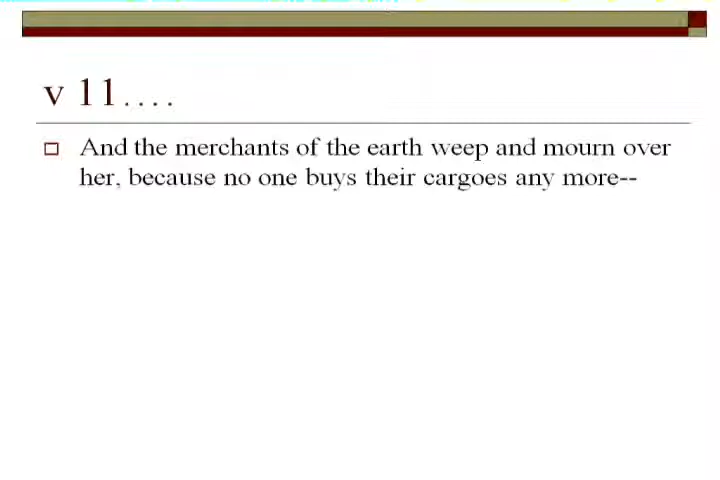 v 11….
And the merchants of the earth weep and mourn over
her, because no one buys their cargoes any more--